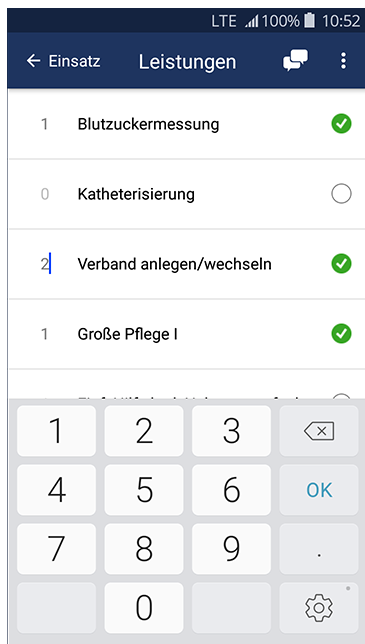 LTE 100% 10:52
← Einsatz Leistungen
1 Blutzuckermessung
0 Katheterisierung
2 Verband anlegen/wechseln
1 Große Pflege I
1 2 3
4 5 6 OK
7 8 9 .
0